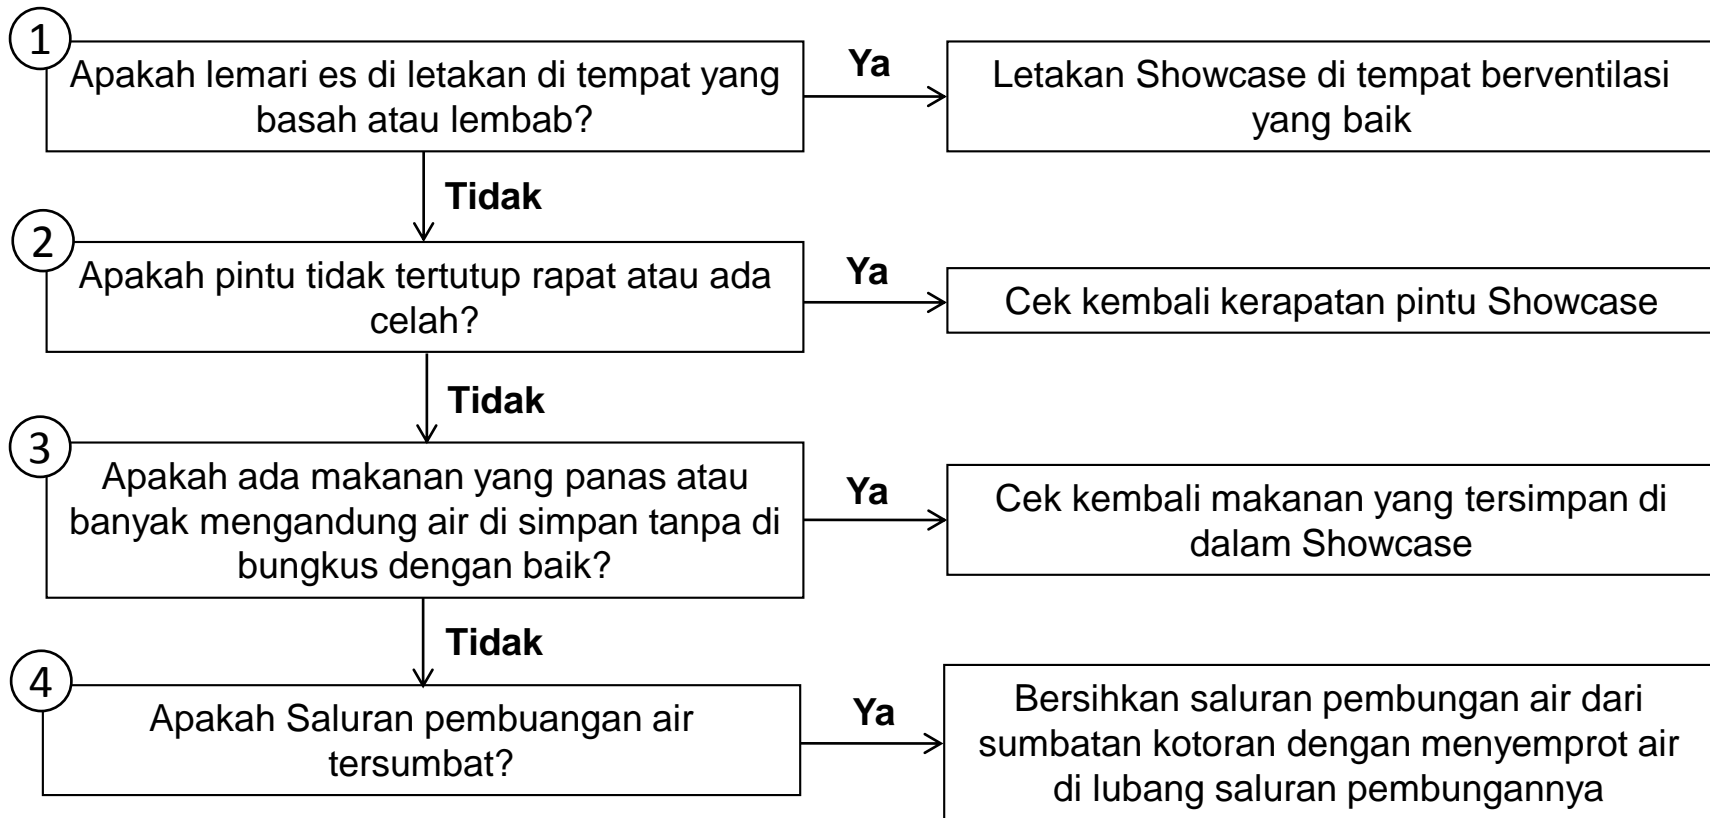 1
Apakah lemari es di letakan di tempat yang
basah atau lembab?
Ya
Letakan Showcase di tempat berventilasi
yang baik
Tidak
2
Apakah pintu tidak tertutup rapat atau ada
celah?
Ya
Cek kembali kerapatan pintu Showcase
Tidak
3
Apakah ada makanan yang panas atau
banyak mengandung air di simpan tanpa di
bungkus dengan baik?
Ya
Cek kembali makanan yang tersimpan di
dalam Showcase
Tidak
4
Apakah Saluran pembuangan air
tersumbat?
Ya
Bersihkan saluran pembungan air dari
sumbatan kotoran dengan menyemprot air
di lubang saluran pembungannya